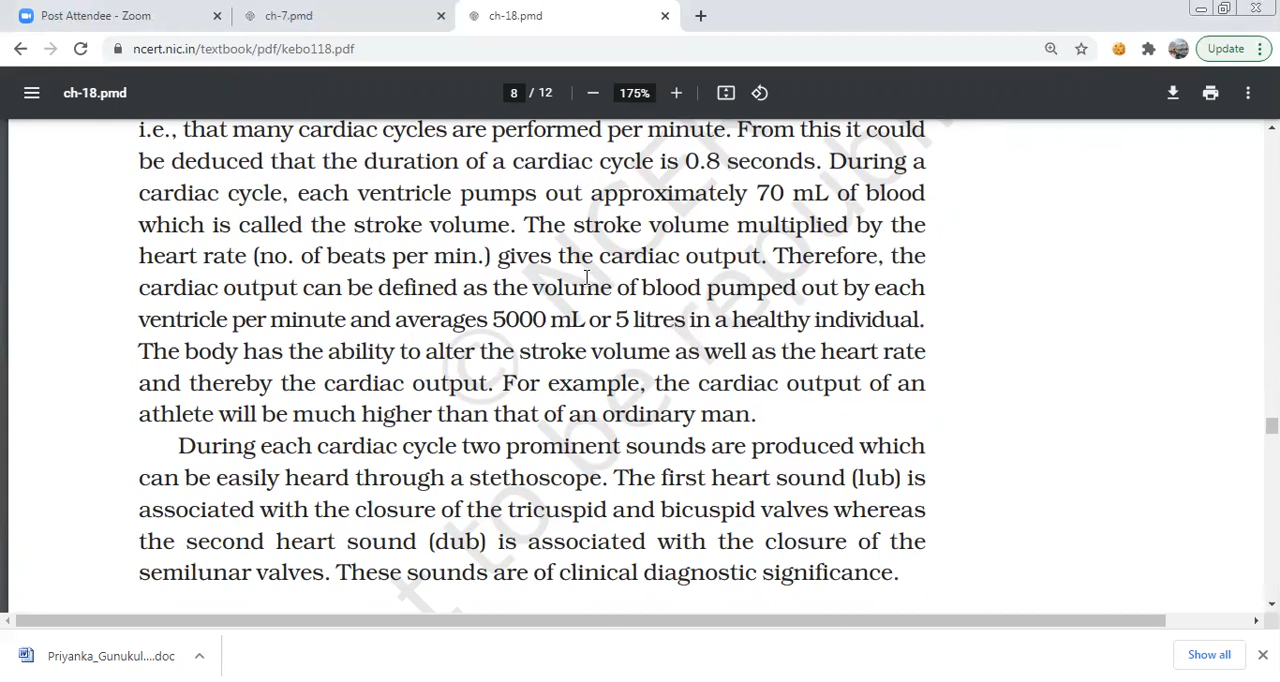 Post Attendee - Zoom
ch-7.pmd
ch-18.pmd
ncert.nic.in/textbook/pdf/kebo118.pdf
Update
ch-18.pmd
8 / 12
175%
i.e., that many cardiac cycles are performed per minute. From this it could
be deduced that the duration of a cardiac cycle is 0.8 seconds. During a
cardiac cycle, each ventricle pumps out approximately 70 mL of blood
which is called the stroke volume. The stroke volume multiplied by the
heart rate (no. of beats per min.) gives the cardiac output. Therefore, the
cardiac output can be defined as the volume of blood pumped out by each
ventricle per minute and averages 5000 mL or 5 litres in a healthy individual.
The body has the ability to alter the stroke volume as well as the heart rate
and thereby the cardiac output. For example, the cardiac output of an
athlete will be much higher than that of an ordinary man.
During each cardiac cycle two prominent sounds are produced which
can be easily heard through a stethoscope. The first heart sound (lub) is
associated with the closure of the tricuspid and bicuspid valves whereas
the second heart sound (dub) is associated with the closure of the
semilunar valves. These sounds are of clinical diagnostic significance.
Priyanka_Gunukul....doc
Show all